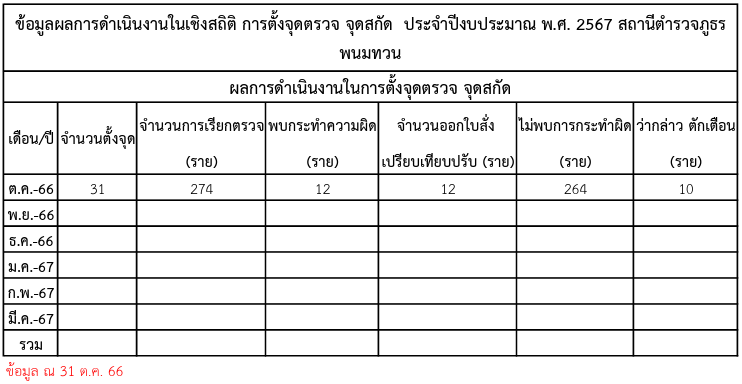 ข้อมูลผลการดำเนินงานในเชิงสถิติ การตั้งจุดตรวจ จุดสกัด  ประจำปีงบประมาณ พ.ศ. 2567 สถานีตำรวจภูธร
พนมทวน
ผลการดำเนินงานในการตั้งจุดตรวจ จุดสกัด
เดือน/ปี จำนวนตั้งจุด จำนวนการเรียกตรวจ (ราย) พบกระทำความผิด (ราย) จำนวนออกใบสั่ง เปรียบเทียบปรับ (ราย) ไม่พบการกระทำผิด (ราย) ว่ากล่าว ตักเตือน (ราย)
ต.ค.-66 31 274 12 12 264 10
พ.ย.-66
ธ.ค.-66
ม.ค.-67
ก.พ.-67
มี.ค.-67
รวม
ข้อมูล ณ 31 ต.ค. 66